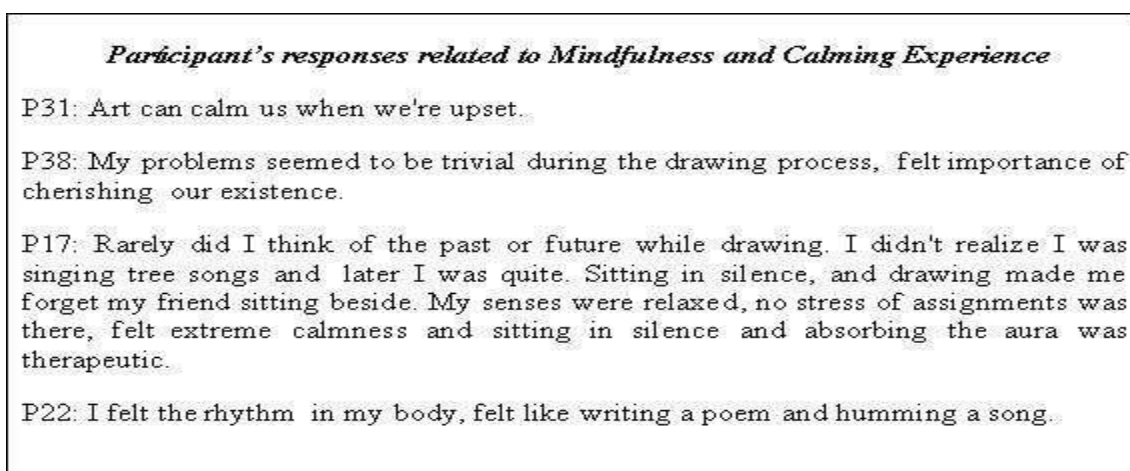 Participant's responses related to Mindfulness and Calming Experience
P31: Art can calm us when we're upset.
P38: My problems seemed to be trivial during the drawing process, felt importance of
cherishing our existence.
P17: Rarely did I think of the past or future while drawing. I didn't realize I was
singing tree songs and later I was quite. Sitting in silence, and drawing made me
forget my friend sitting beside. My senses were relaxed, no stress of assignments was
there, felt extreme calmness and sitting in silence and absorbing the aura was
therapeutic.
P22: I felt the rhythm in my body, felt like writing a poem and humming a song.